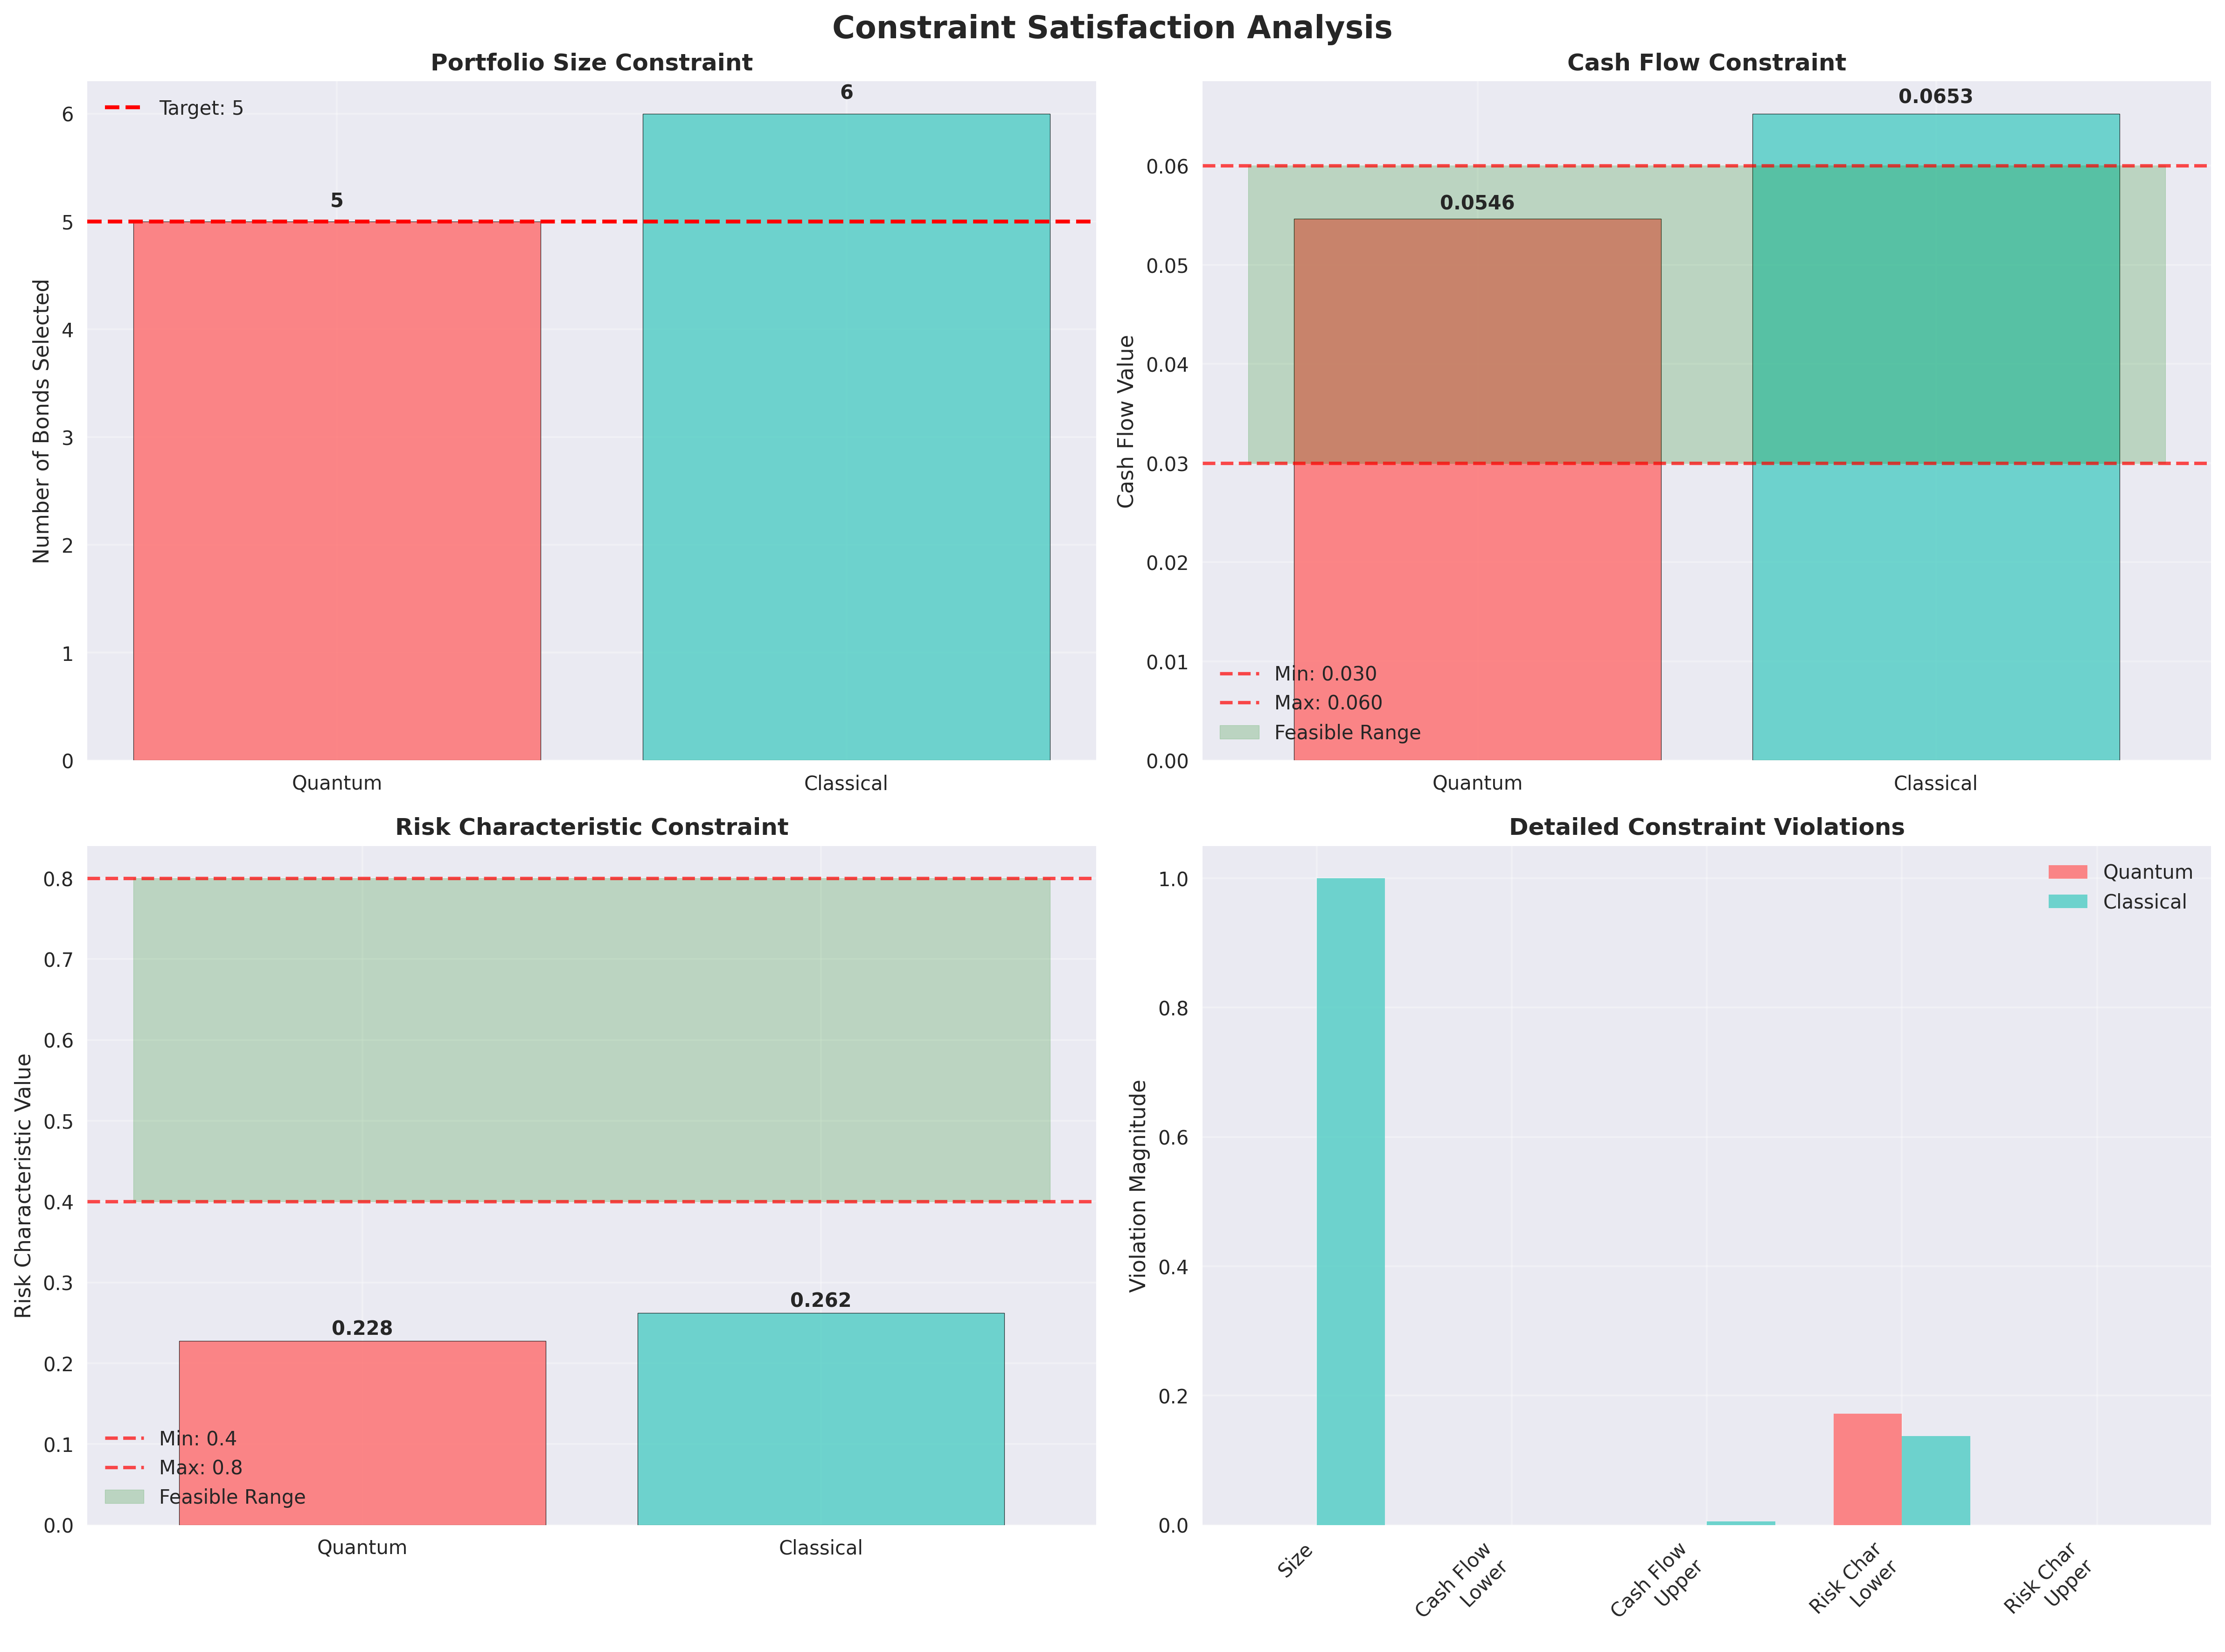 Constraint Satisfaction Analysis
Portfolio Size Constraint
Number of Bonds Selected
6
5
4
3
2
1
0
Target: 5
5
6
Quantum
Classical
Cash Flow Constraint
Cash Flow Value
0.06
0.05
0.04
0.03
0.02
0.01
0.00
0.0546
0.0653
Min: 0.030
Max: 0.060
Feasible Range
Quantum
Classical
Risk Characteristic Constraint
Risk Characteristic Value
0.8
0.7
0.6
0.5
0.4
0.3
0.2
0.1
0.0
0.228
0.262
Min: 0.4
Max: 0.8
Feasible Range
Quantum
Classical
Detailed Constraint Violations
Violation Magnitude
1.0
0.8
0.6
0.4
0.2
0.0
Quantum
Classical
Size
Cash Flow
Lower
Cash Flow
Upper
Risk Char
Lower
Risk Char
Upper